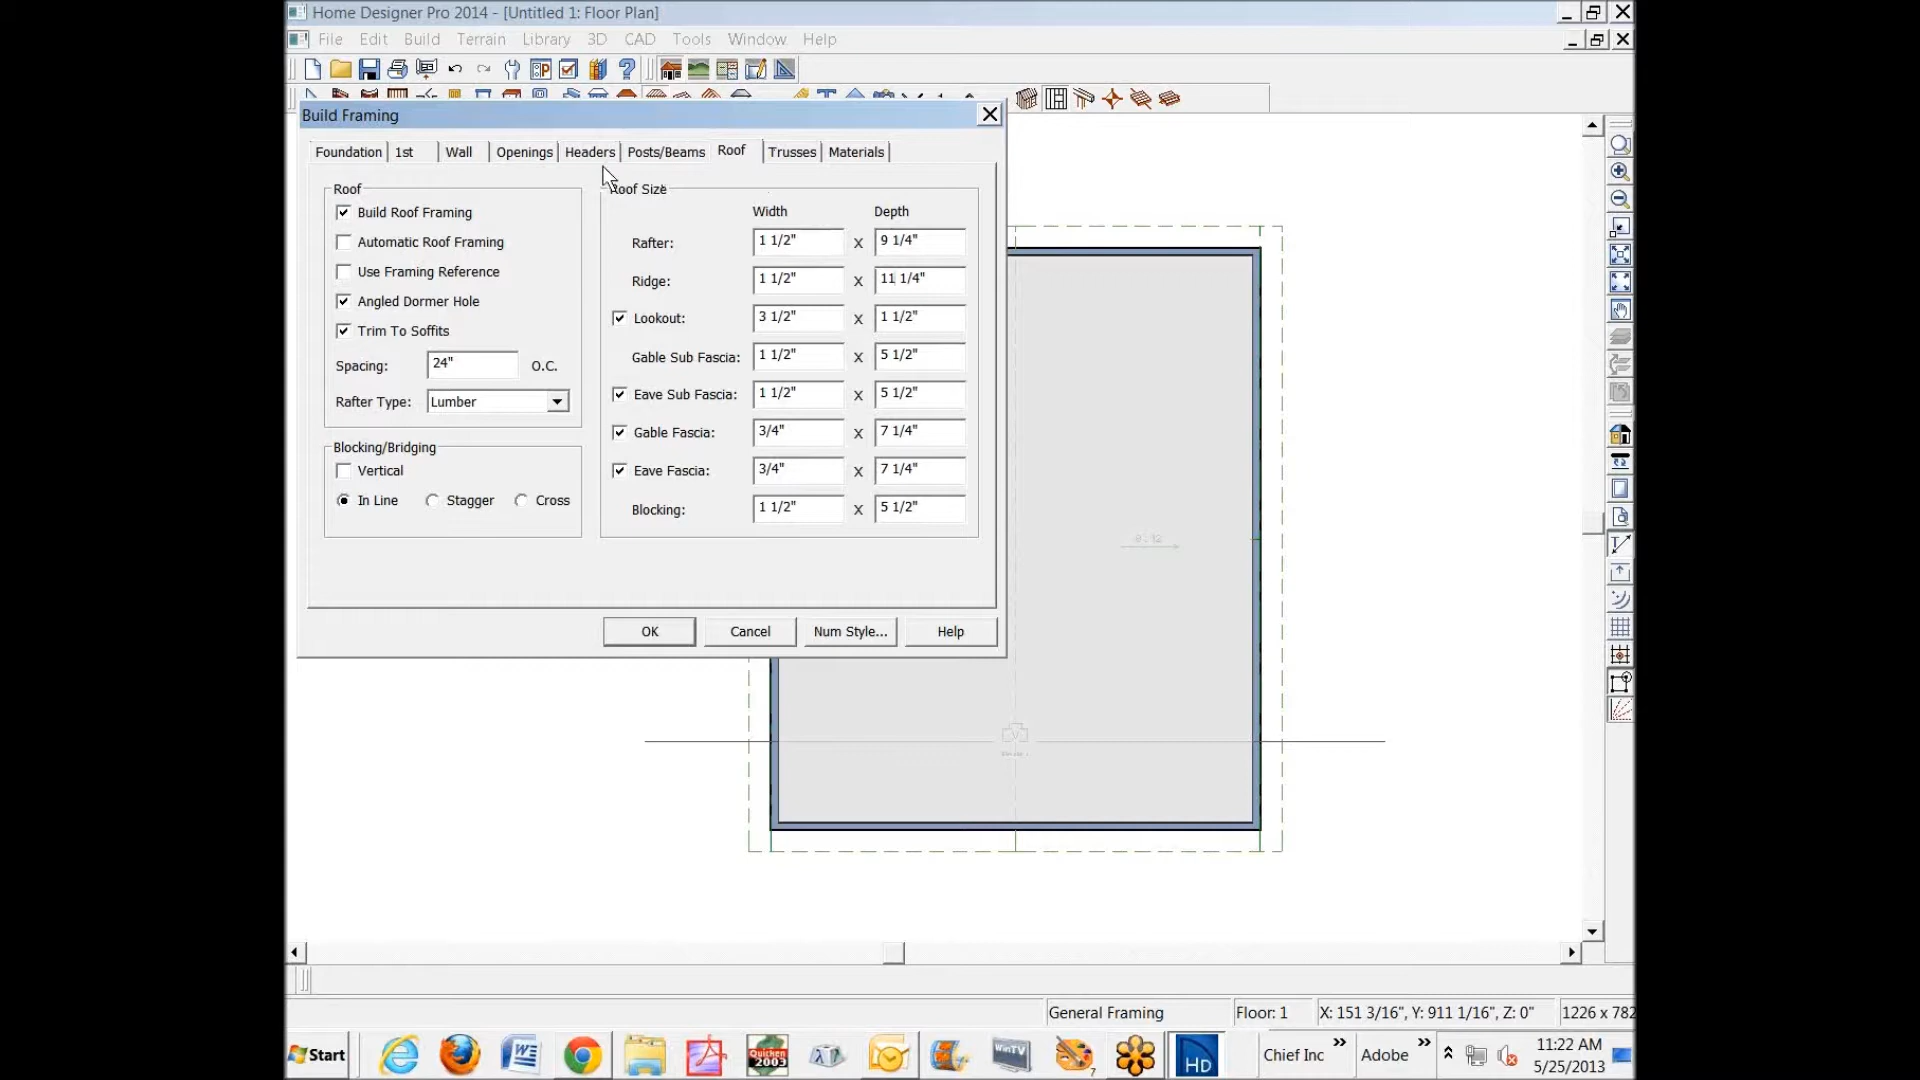 Home Designer Pro 2014 - [Untitled 1: Floor Plan]
File Edit Build Terrain Library 3D CAD Tools Window Help
Build Framing
Foundation 1st Wall Openings Headers Posts/Beams Roof Trusses Materials
Roof
Build Roof Framing
Automatic Roof Framing
Use Framing Reference
Angled Dormer Hole
Trim To Soffits
Spacing: 24" O.C.
Rafter Type: Lumber
Blocking/Bridging
Vertical
In Line Stagger Cross
Roof Size
Width Depth
Rafter: 1 1/2" X 9 1/4"
Ridge: 1 1/2" X 11 1/4"
Lookout: 3 1/2" X 1 1/2"
Gable Sub Fascia: 1 1/2" X 5 1/2"
Eave Sub Fascia: 1 1/2" X 5 1/2"
Gable Fascia: 3/4" X 7 1/4"
Eave Fascia: 3/4" X 7 1/4"
Blocking: 1 1/2" X 5 1/2"
OK Cancel Num Style... Help
General Framing Floor: 1 X: 151 3/16", Y: 911 1/16", Z: 0" 1226 x 782
Start Chief Inc Adobe 11:22 AM
5/25/2013
WinTV
Quicken
2003
HD